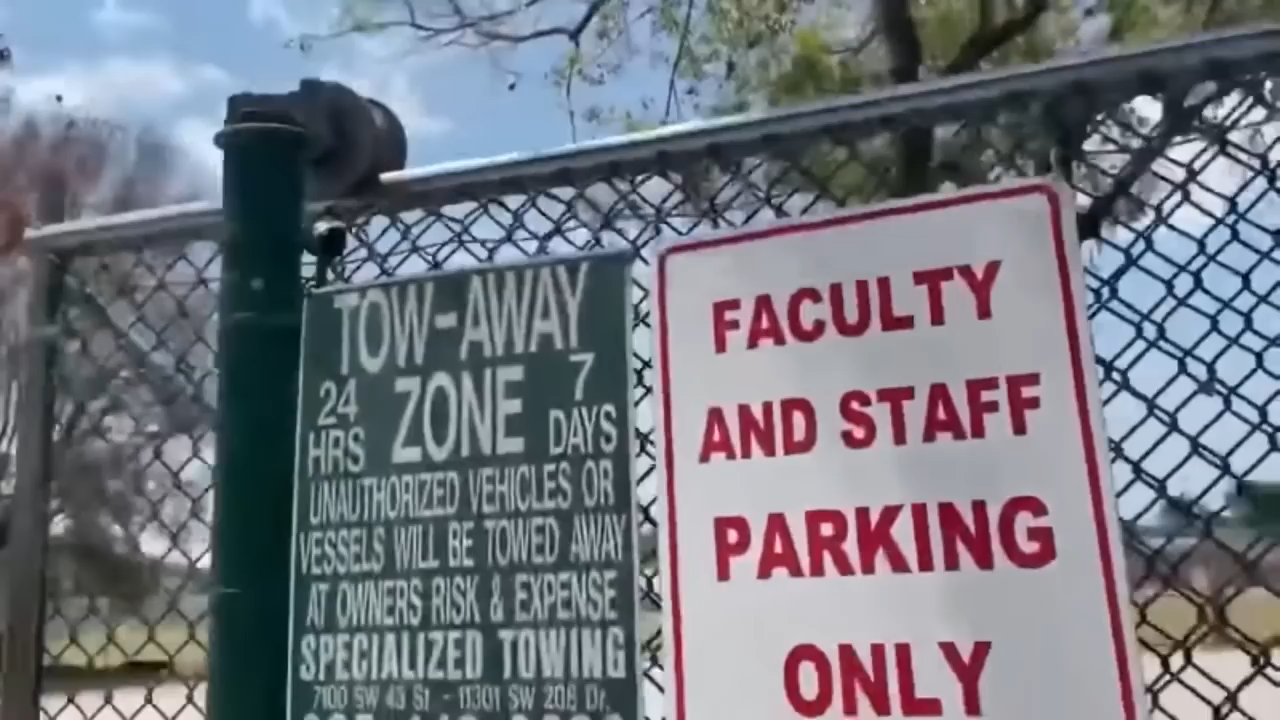 TOW-AWAY
24 HRS ZONE 7 DAYS
UNAUTHORIZED VEHICLES OR
VESSELS WILL BE TOWED AWAY
AT OWNERS RISK & EXPENSE
SPECIALIZED TOWING
7100 SW 43 St - 11301 SW 208 Dr.
FACULTY
AND STAFF
PARKING
ONLY